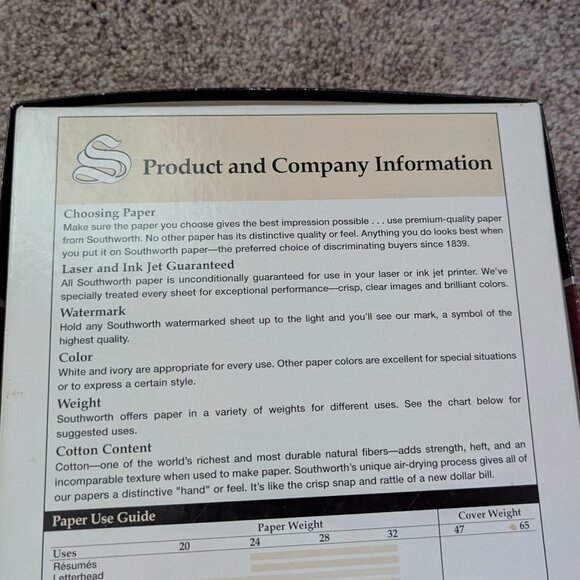 S
Product and Company Information
Choosing Paper
Make sure the paper you choose gives the best impression possible . . . use premium-quality paper
from Southworth. No other paper has its distinctive quality or feel. Anything you do looks best when
you put it on Southworth paper—the preferred choice of discriminating buyers since 1839.
Laser and Ink Jet Guaranteed
All Southworth paper is unconditionally guaranteed for use in your laser or ink jet printer. We've
specially treated every sheet for exceptional performance—crisp, clear images and brilliant colors.
Watermark
Hold any Southworth watermarked sheet up to the light and you'll see our mark, a symbol of the
highest quality.
Color
White and ivory are appropriate for every use. Other paper colors are excellent for special situations
or to express a certain style.
Weight
Southworth offers paper in a variety of weights for different uses. See the chart below for
suggested uses.
Cotton Content
Cotton—one of the world's richest and most durable natural fibers—adds strength, heft, and an
incomparable texture when used to make paper. Southworth's unique air-drying process gives all of
our papers a distinctive "hand" or feel. It's like the crisp snap and rattle of a new dollar bill.
Paper Use Guide
Paper Weight Cover Weight
Uses 20 24 28 32 47 65
Résumés
Letterhead